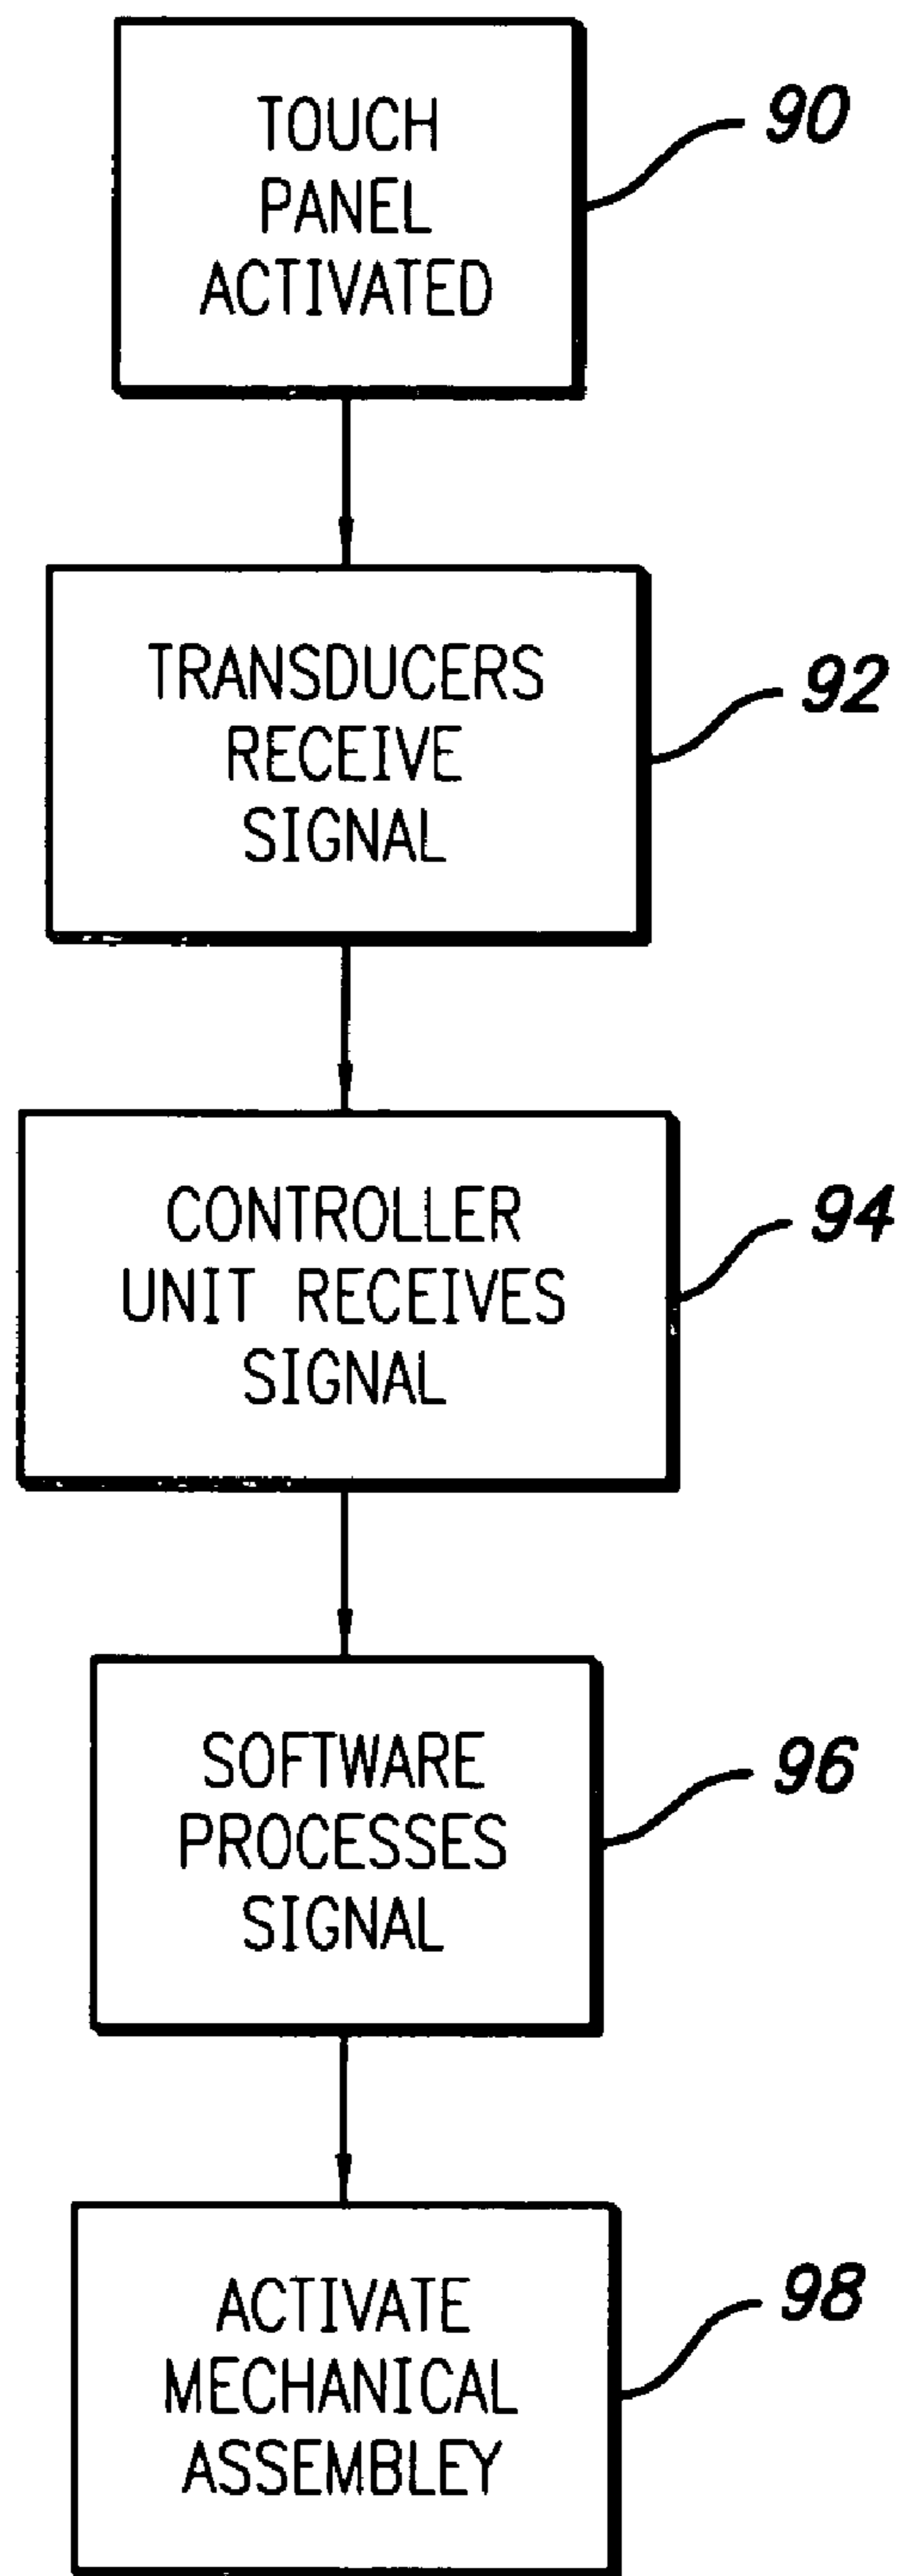 TOUCH
PANEL
ACTIVATED
90
TRANSDUCERS
RECEIVE
SIGNAL
92
CONTROLLER
UNIT RECEIVES
SIGNAL
94
SOFTWARE
PROCESSES
SIGNAL
96
ACTIVATE
MECHANICAL
ASSEMBLEY
98